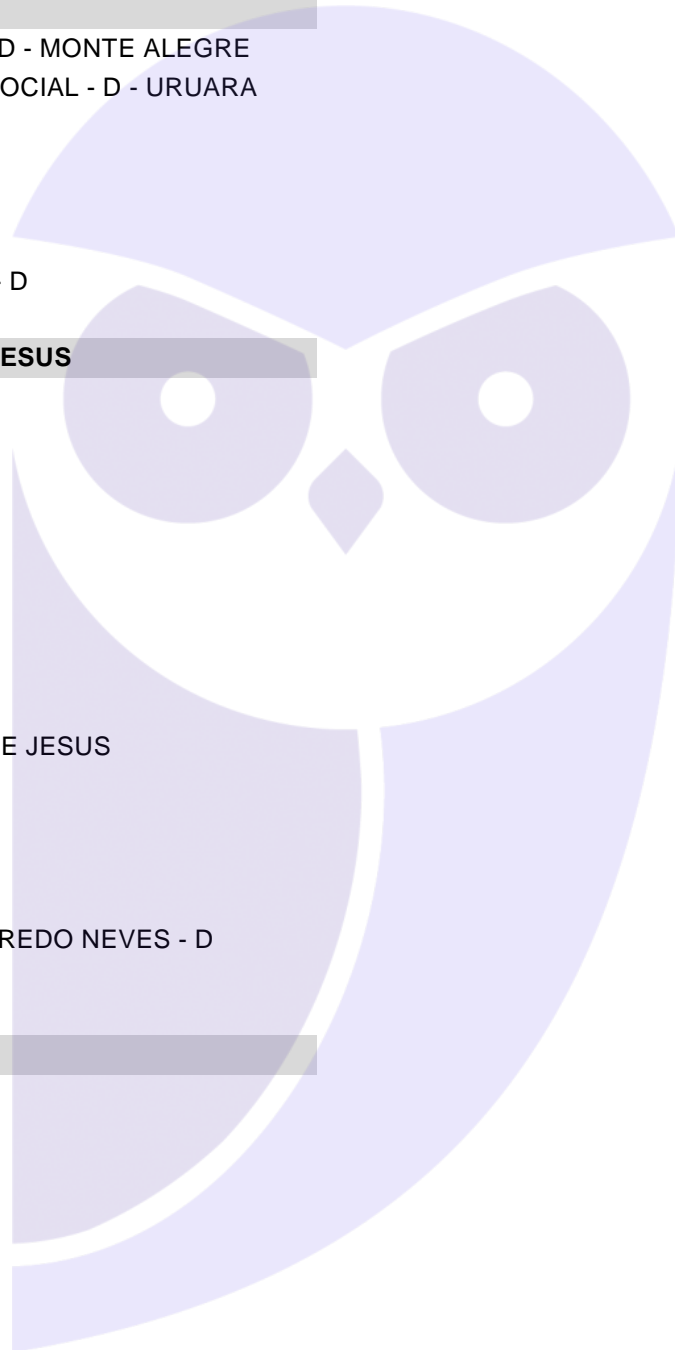 D - MONTE ALEGRE
OCIAL - D - URUARA
- D
ESUS
E JESUS
REDO NEVES - D